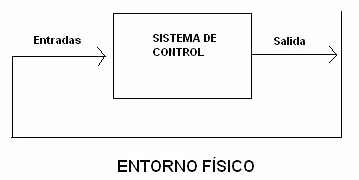 Entradas
SISTEMA DE
CONTROL
Salida
ENTORNO FÍSICO